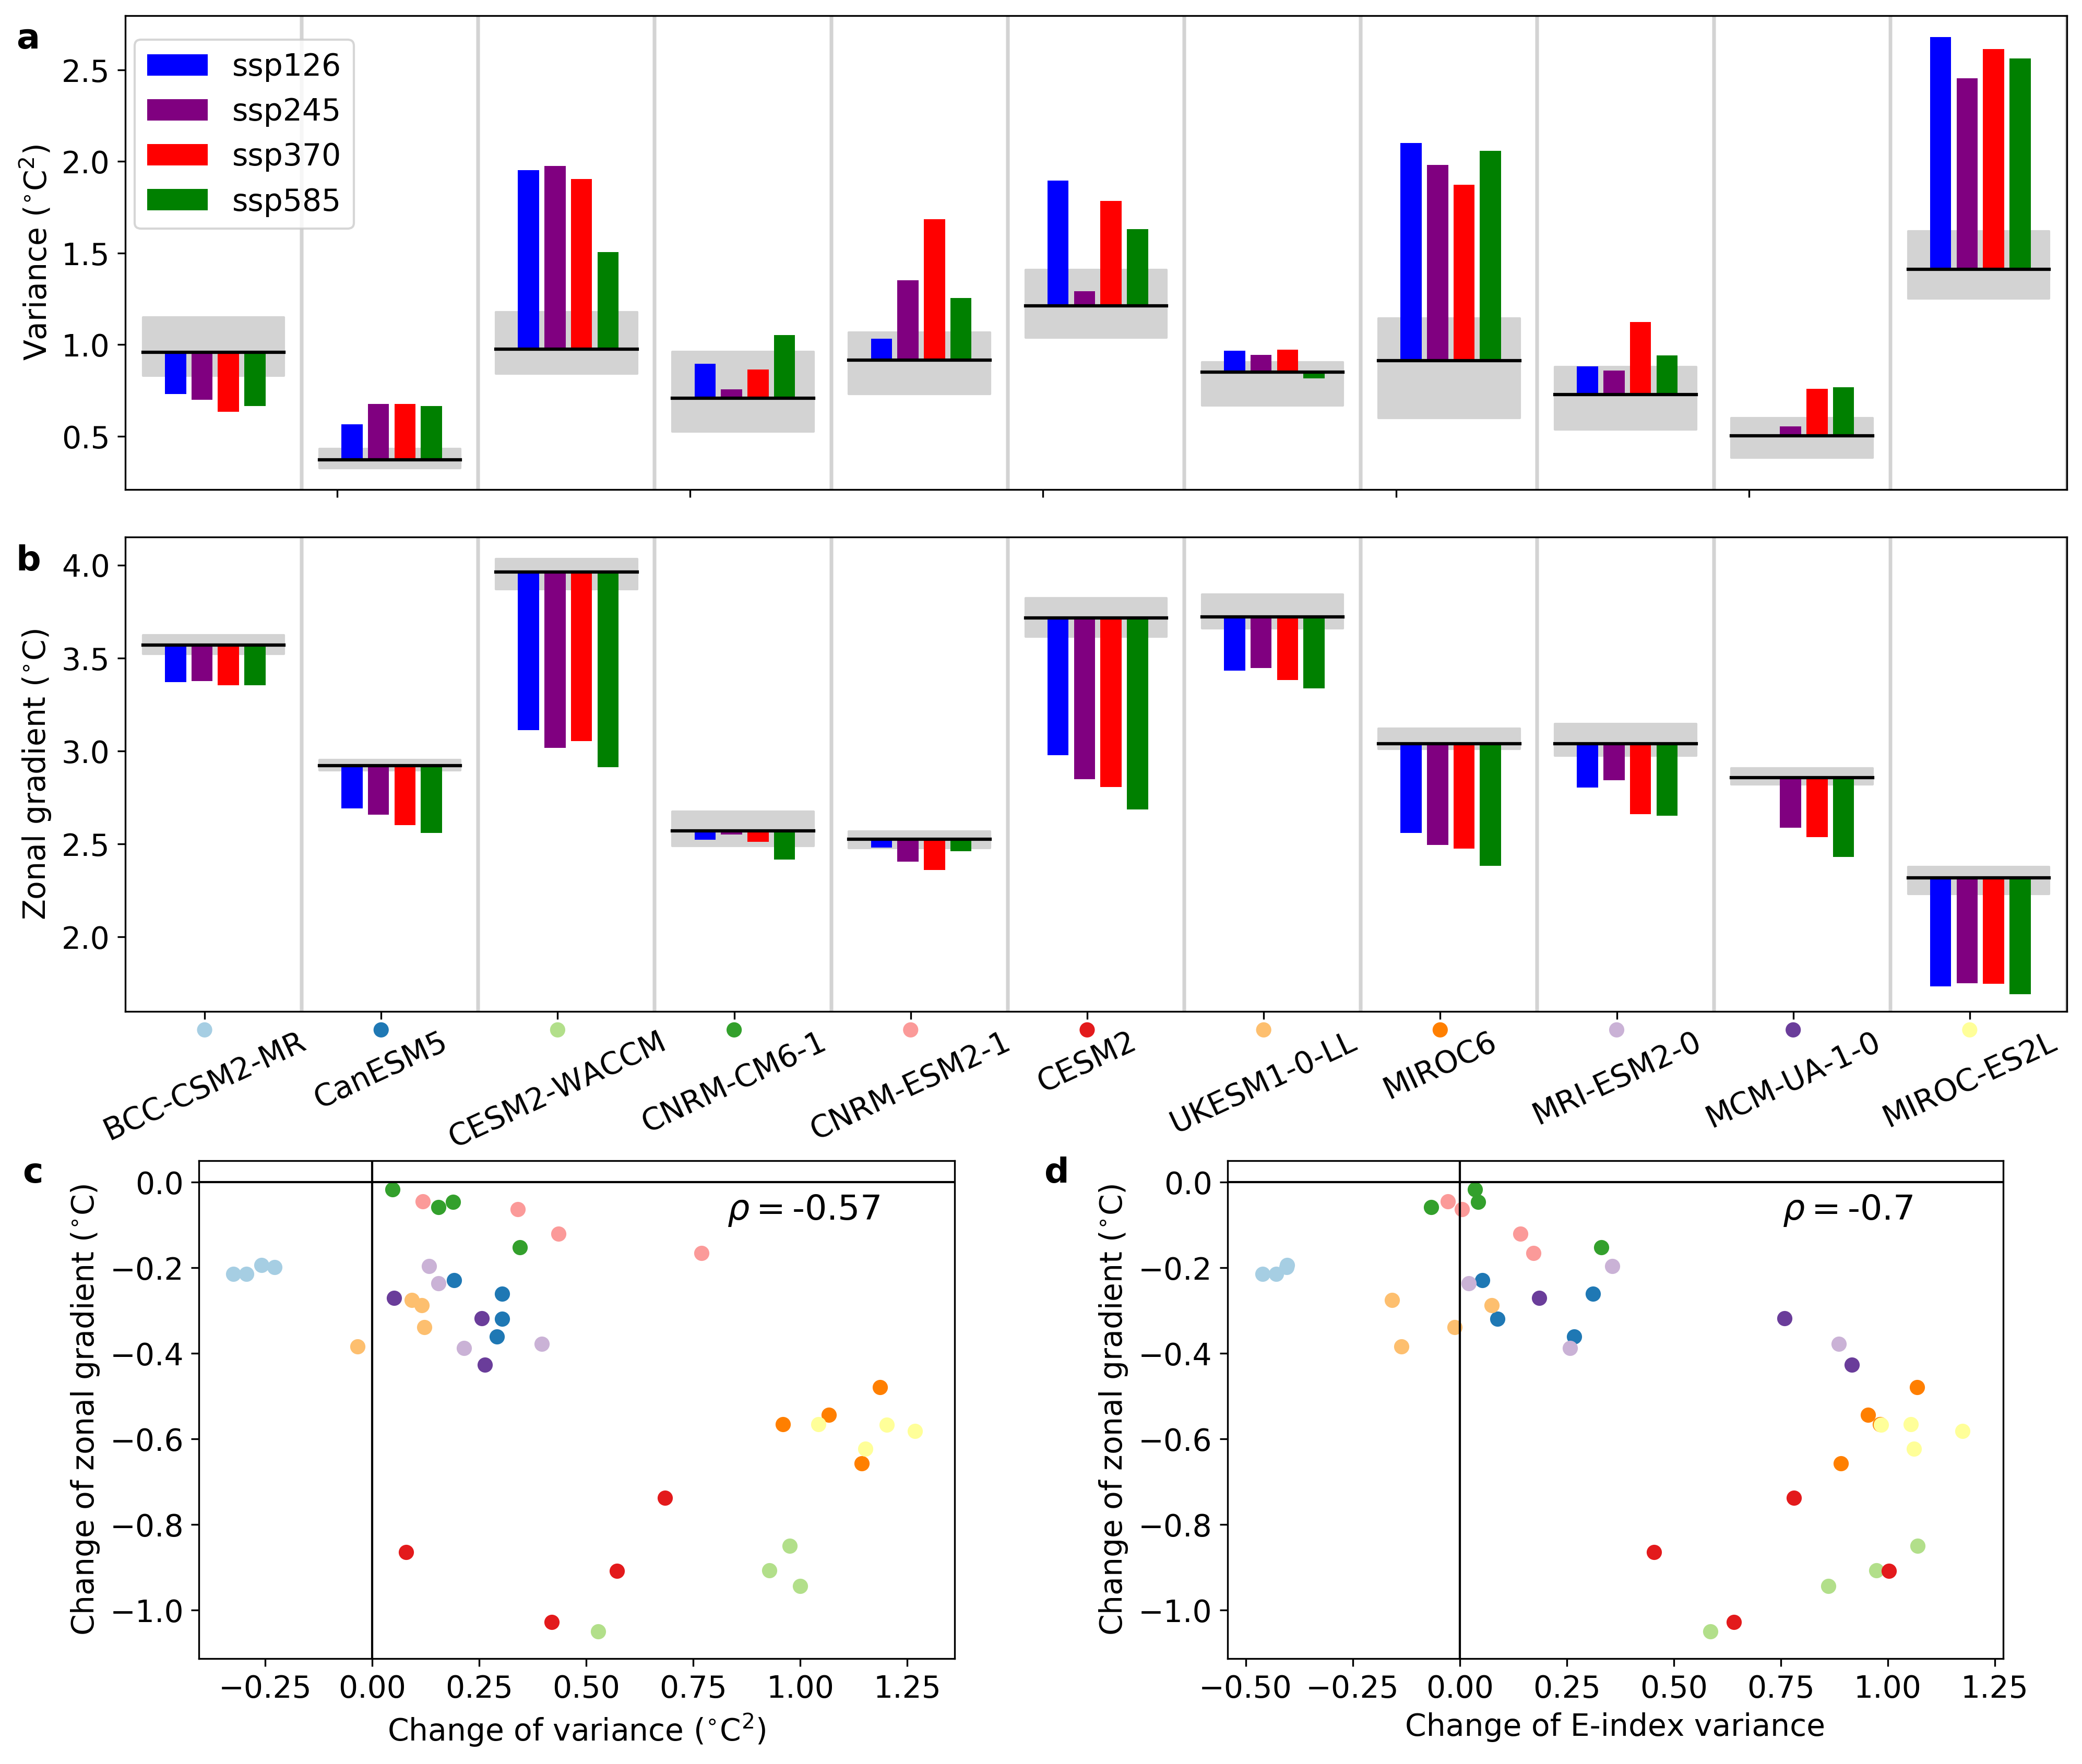 a
ssp126
ssp245
ssp370
ssp585
2.5
2.0
1.5
1.0
0.5
Variance (°C²)
b
4.0
3.5
3.0
2.5
2.0
Zonal gradient (°C)
BCC-CSM2-MR
CanESM5
CESM2-WACCM
CNRM-CM6-1
CNRM-ESM2-1
CESM2
UKESM1-0-LL
MIROC6
MRI-ESM2-0
MCM-UA-1-0
MIROC-ES2L
c
ρ = -0.57
0.0
−0.2
−0.4
−0.6
−0.8
−1.0
Change of zonal gradient (°C)
−0.25 0.00 0.25 0.50 0.75 1.00 1.25
Change of variance (°C²)
d
ρ = -0.7
0.0
−0.2
−0.4
−0.6
−0.8
−1.0
Change of zonal gradient (°C)
−0.50 −0.25 0.00 0.25 0.50 0.75 1.00 1.25
Change of E-index variance